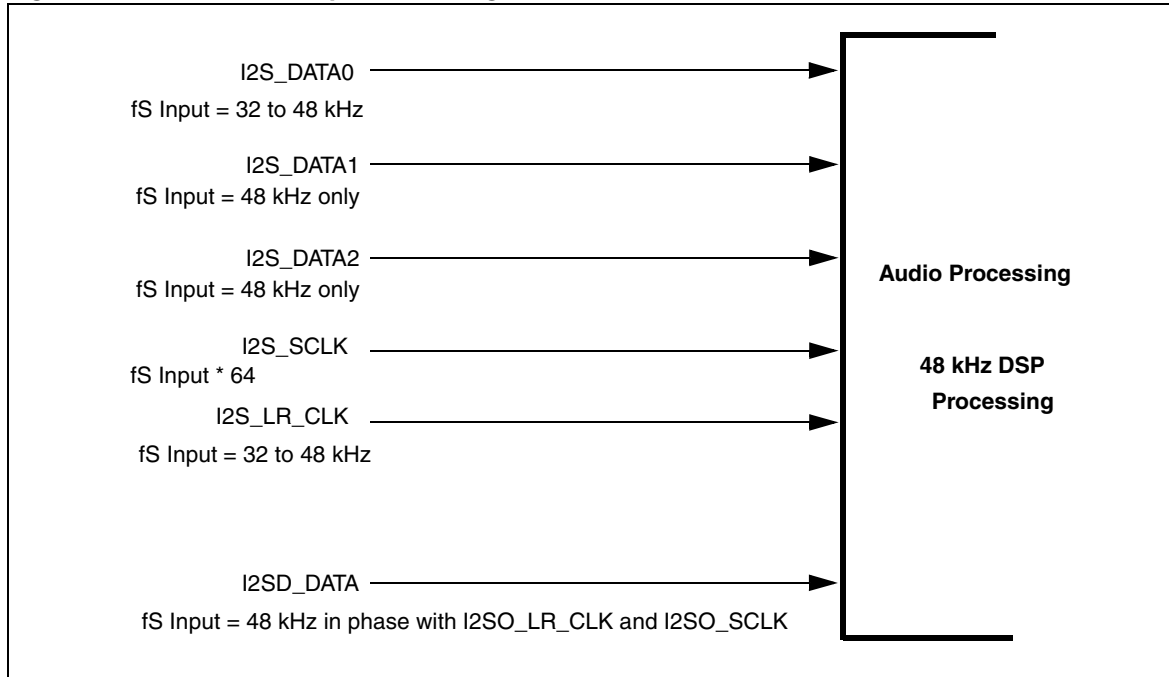 I2S_DATA0
fS Input = 32 to 48 kHz
I2S_DATA1
fS Input = 48 kHz only
I2S_DATA2
fS Input = 48 kHz only
I2S_SCLK
fS Input * 64
I2S_LR_CLK
fS Input = 32 to 48 kHz
I2SD_DATA
fS Input = 48 kHz in phase with I2SO_LR_CLK and I2SO_SCLK
Audio Processing
48 kHz DSP
Processing